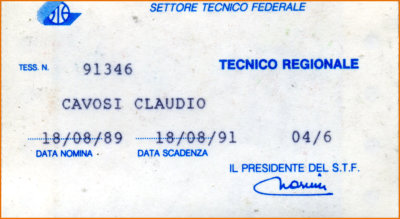 SETTORE TECNICO FEDERALE
TESS. N. 91346 TECNICO REGIONALE
CAVOSI CLAUDIO
18/08/89 18/08/91 04/6
DATA NOMINA DATA SCADENZA
IL PRESIDENTE DEL S.T.F.